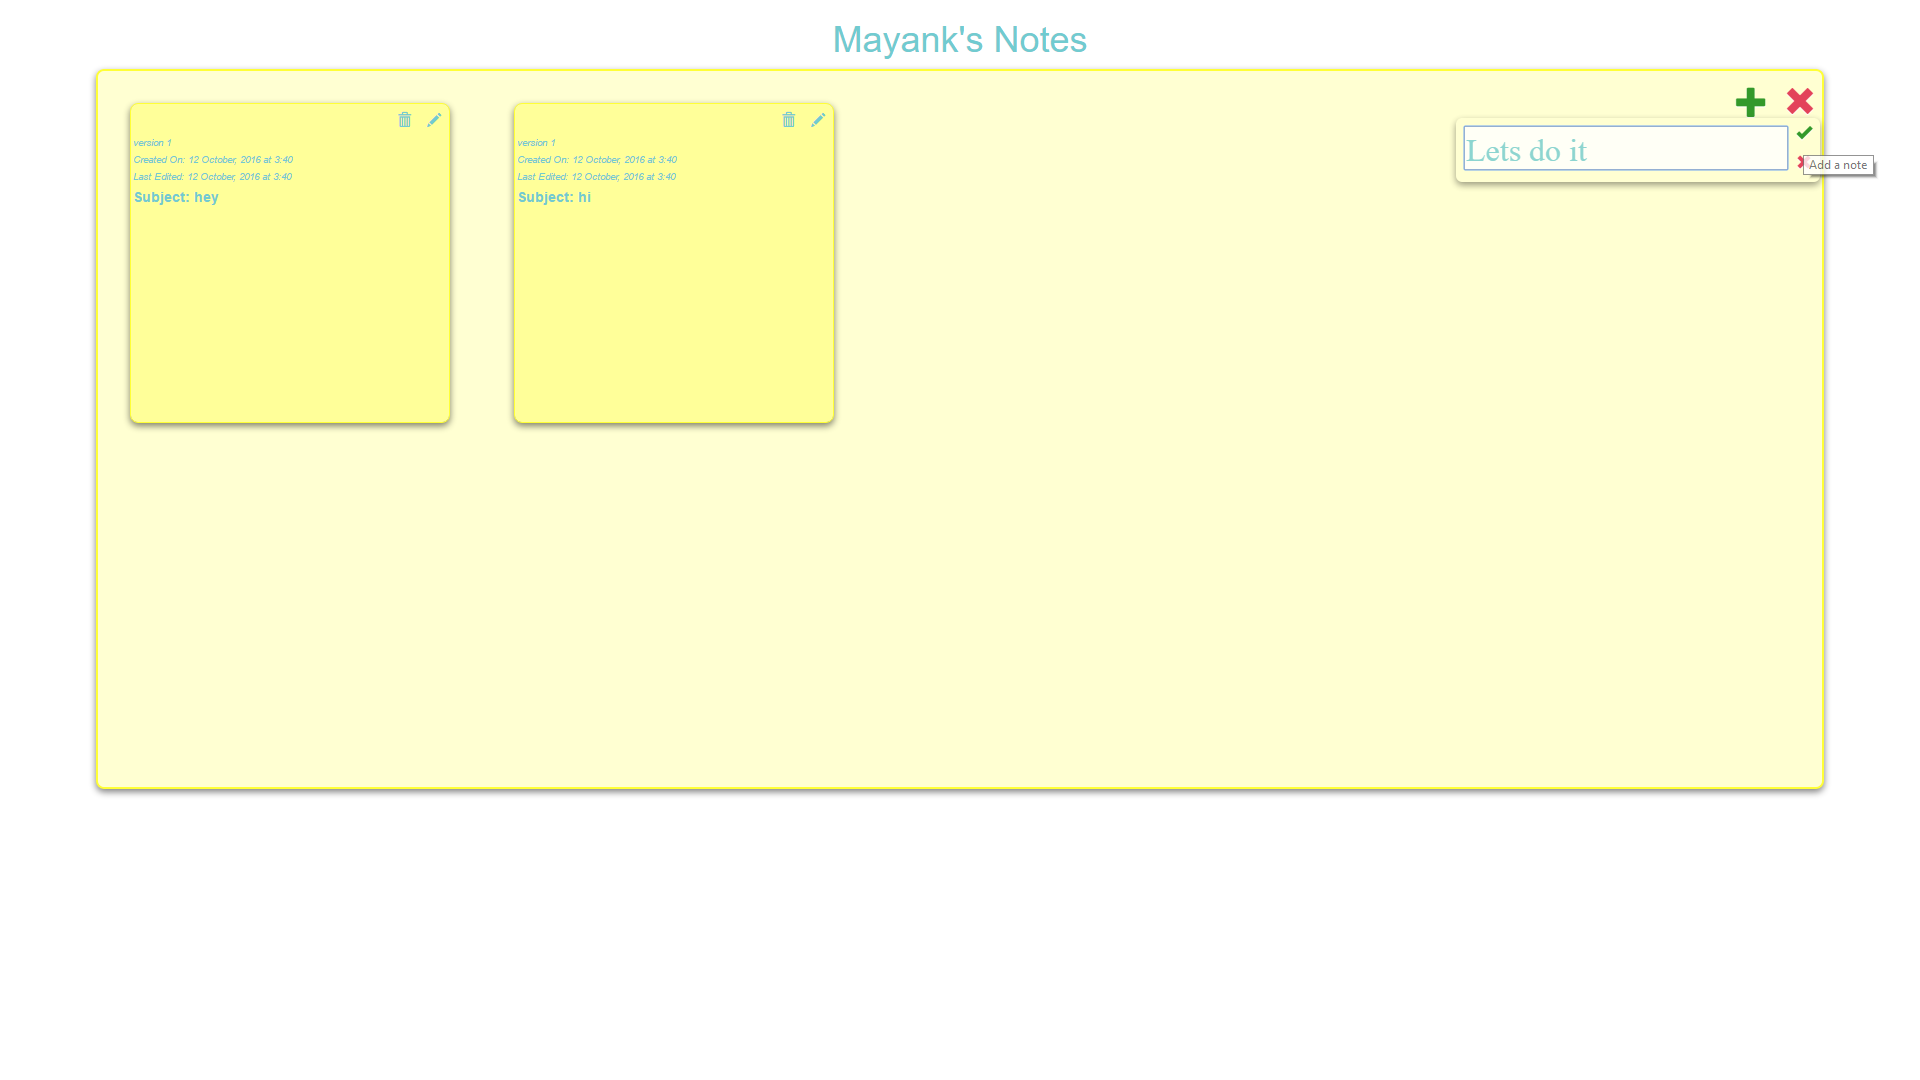 Mayank's Notes
version 1
Created On: 12 October, 2016 at 3:40
Last Edited: 12 October, 2016 at 3:40
Subject: hey
version 1
Created On: 12 October, 2016 at 3:40
Last Edited: 12 October, 2016 at 3:40
Subject: hi
Lets do it
Add a note